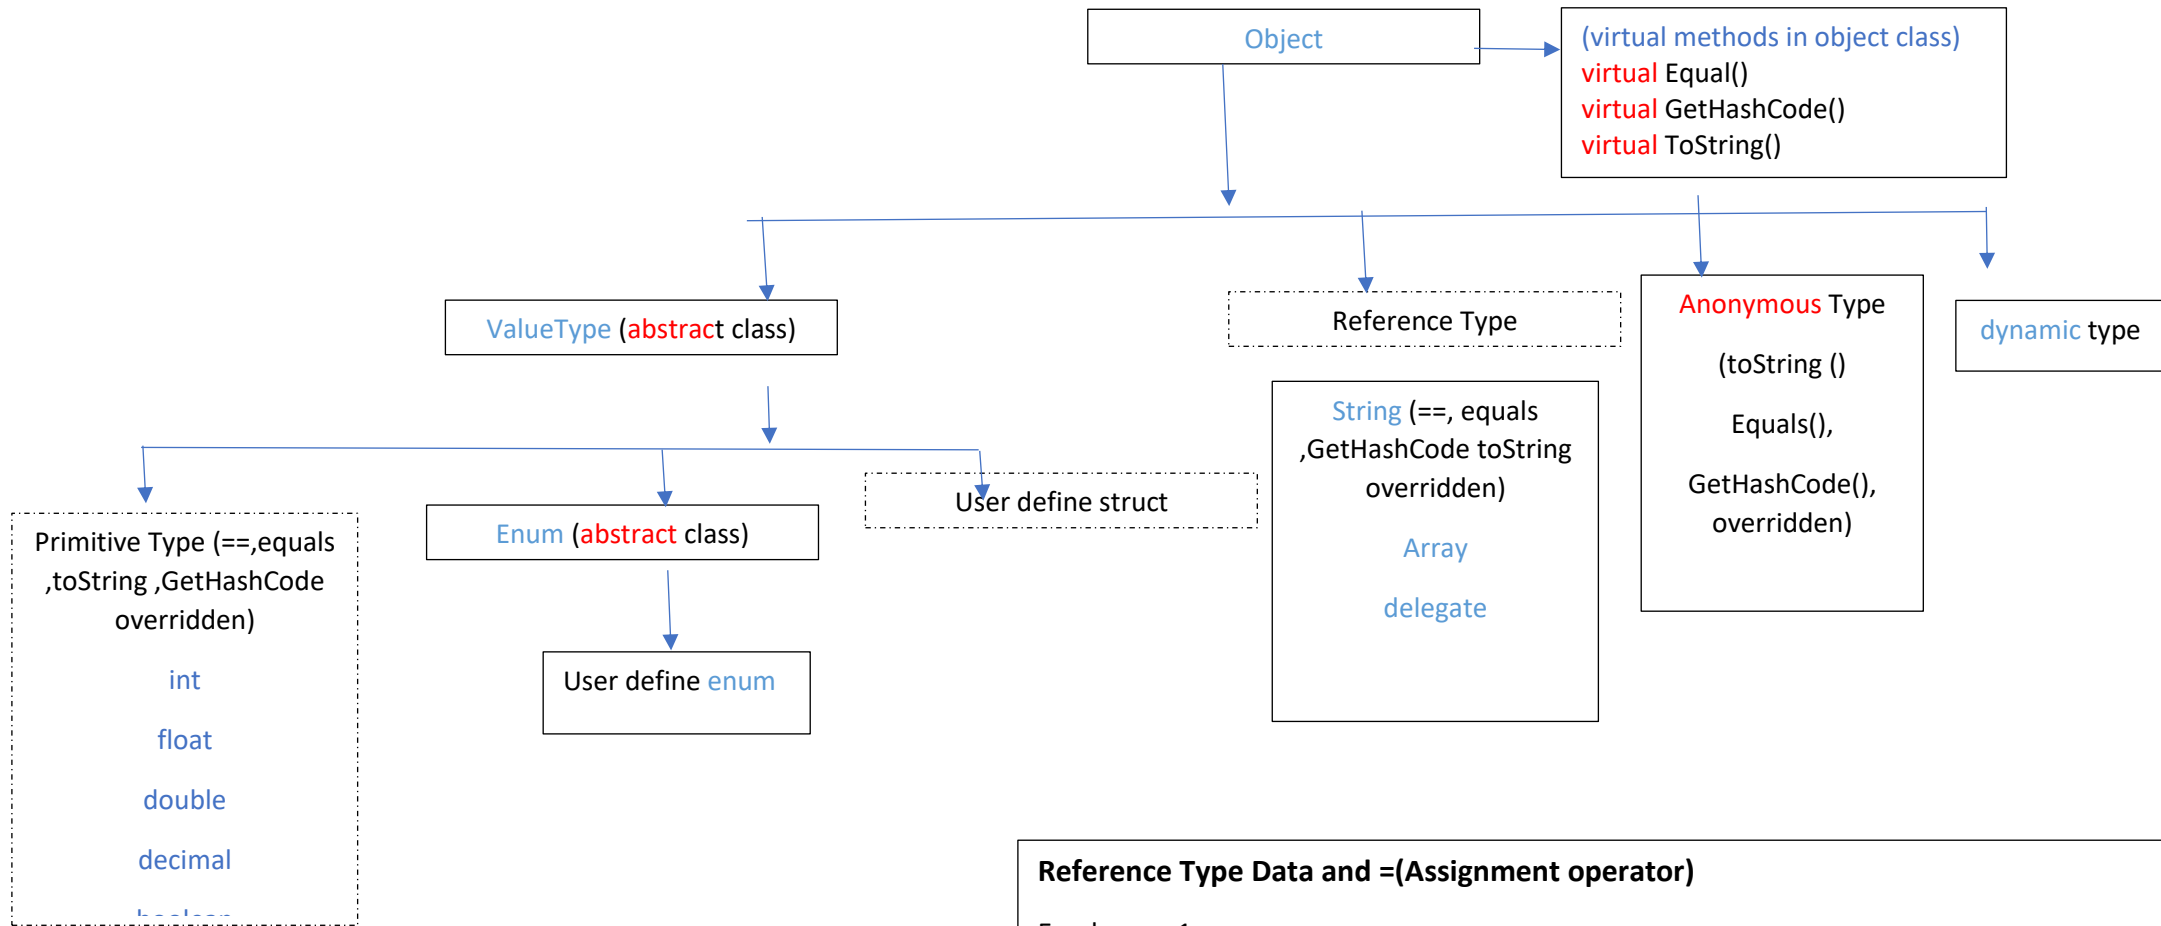 Object
(virtual methods in object class)
virtual Equal()
virtual GetHashCode()
virtual ToString()
ValueType (abstract class)
Reference Type
Anonymous Type
(toString ()
Equals(),
GetHashCode(),
overridden)
dynamic type
String (==, equals
,GetHashCode toString
overridden)
Array
delegate
Primitive Type (==,equals
,toString ,GetHashCode
overridden)
int
float
double
decimal
boolean
Enum (abstract class)
User define struct
User define enum
Reference Type Data and =(Assignment operator)